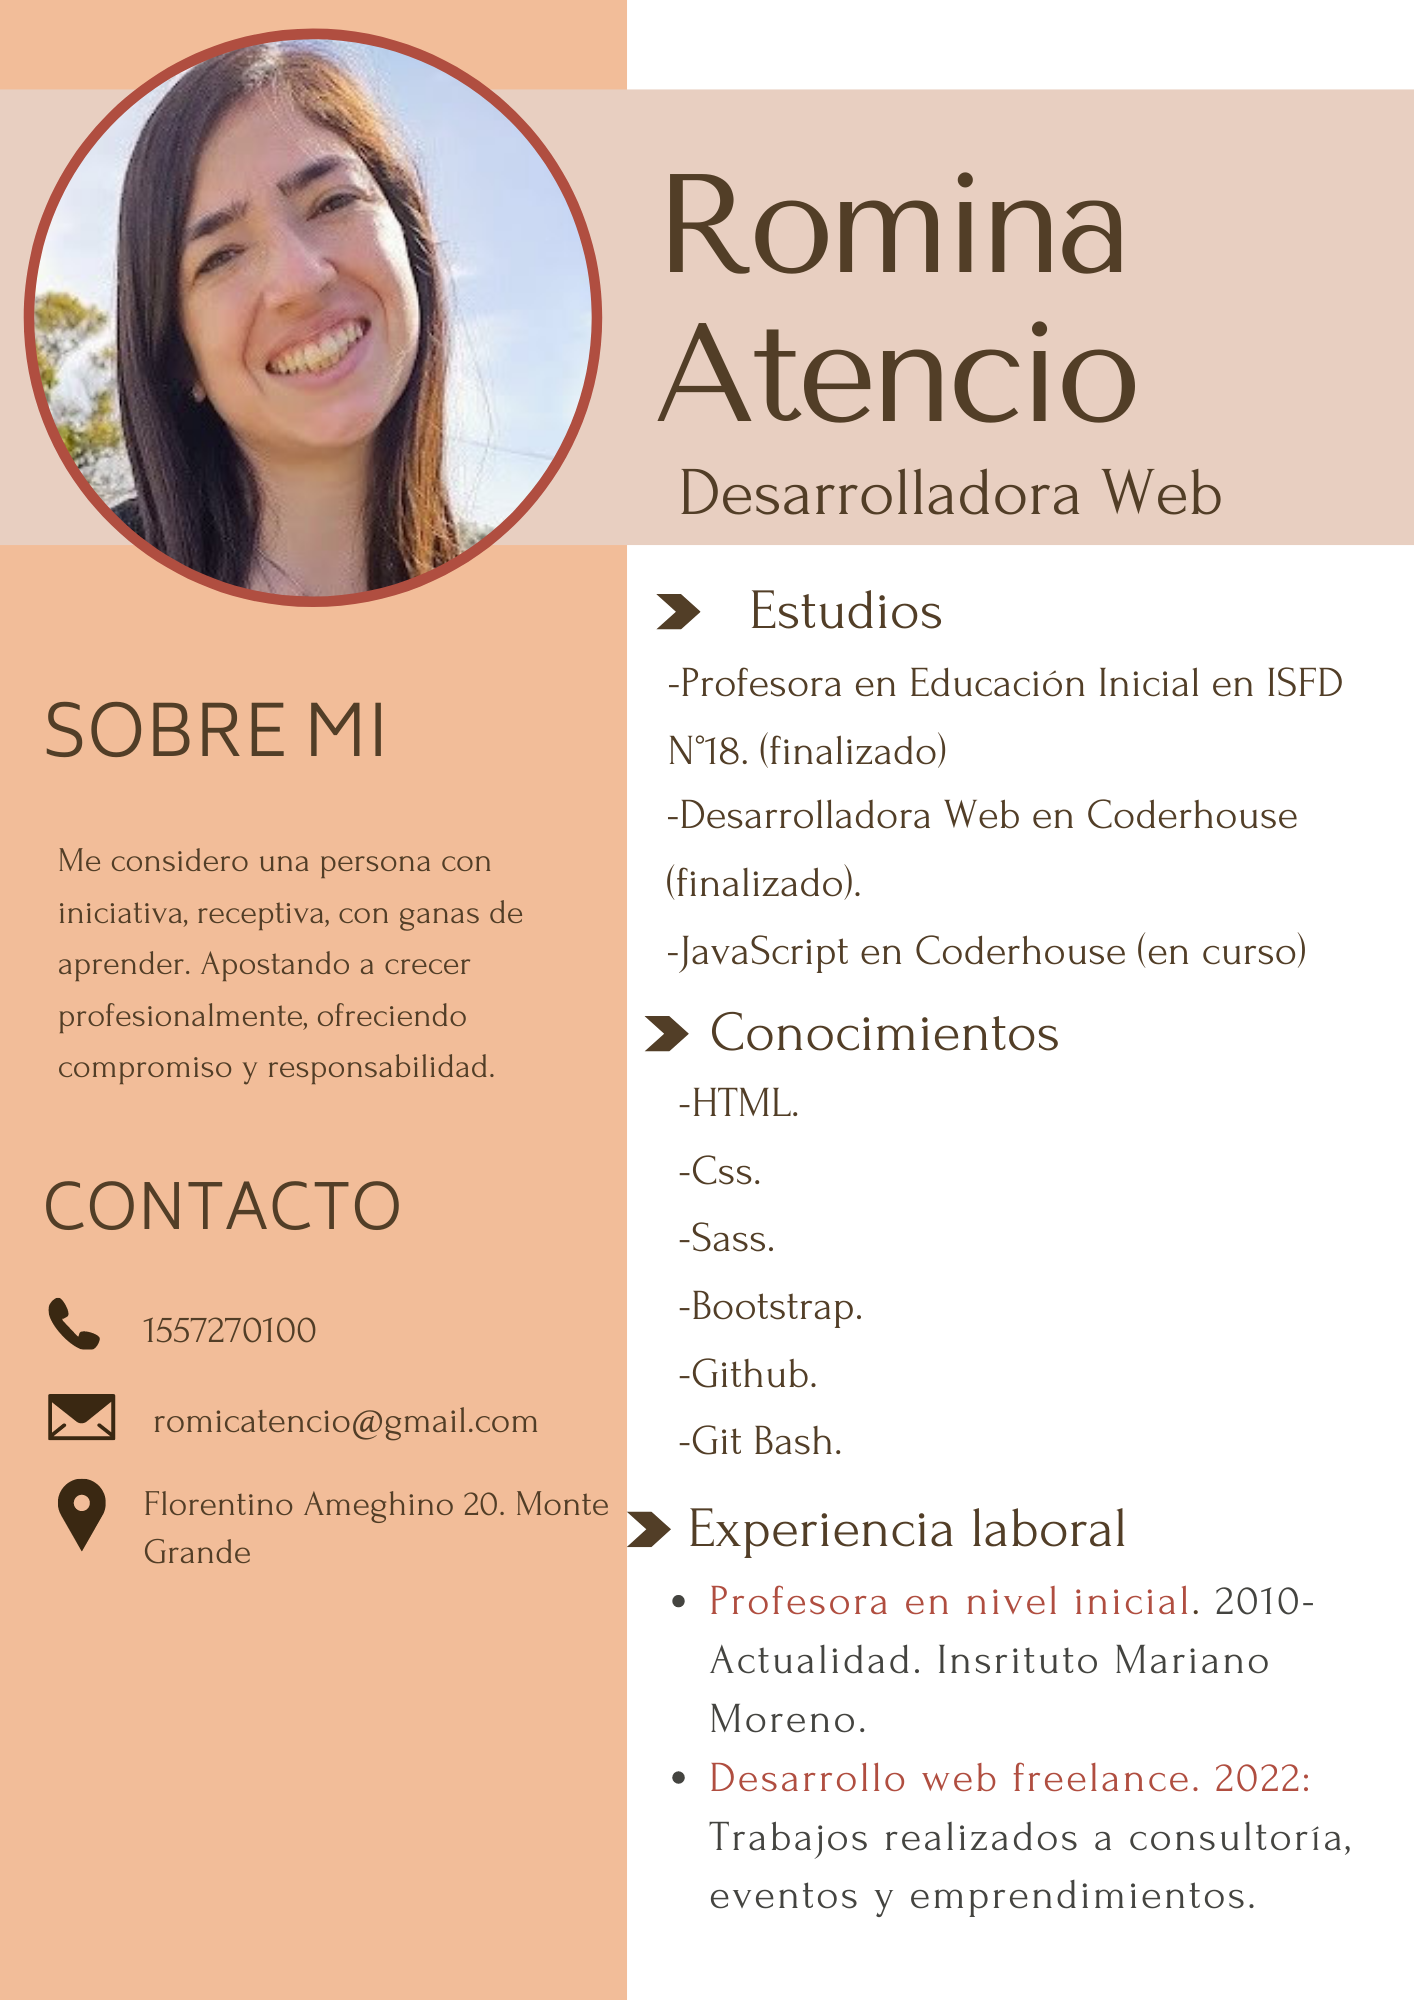 Romina
Atencio
Desarrolladora Web
SOBRE MI
Me considero una persona con
iniciativa, receptiva, con ganas de
aprender. Apostando a crecer
profesionalmente, ofreciendo
compromiso y responsabilidad.
CONTACTO
1557270100
romicatencio@gmail.com
Florentino Ameghino 20. Monte
Grande
Estudios
-Profesora en Educación Inicial en ISFD
N°18. (finalizado)
-Desarrolladora Web en Coderhouse
(finalizado).
-JavaScript en Coderhouse (en curso)
Conocimientos
-HTML.
-Css.
-Sass.
-Bootstrap.
-Github.
-Git Bash.
Experiencia laboral
• Profesora en nivel inicial. 2010-
Actualidad. Insrituto Mariano
Moreno.
• Desarrollo web freelance. 2022:
Trabajos realizados a consultoría,
eventos y emprendimientos.